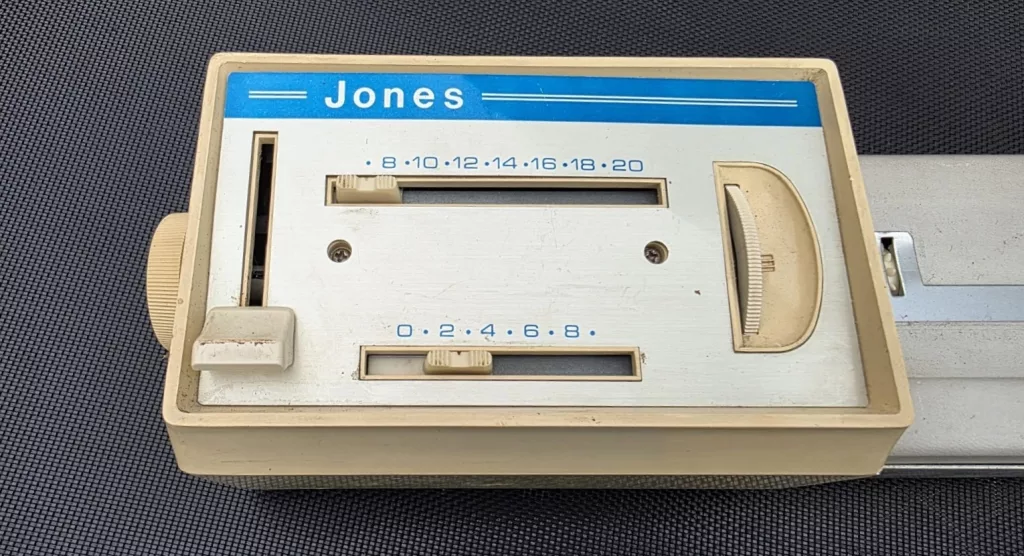 Jones
• 8 • 10 • 12 • 14 • 16 • 18 • 20
0 • 2 • 4 • 6 • 8 •